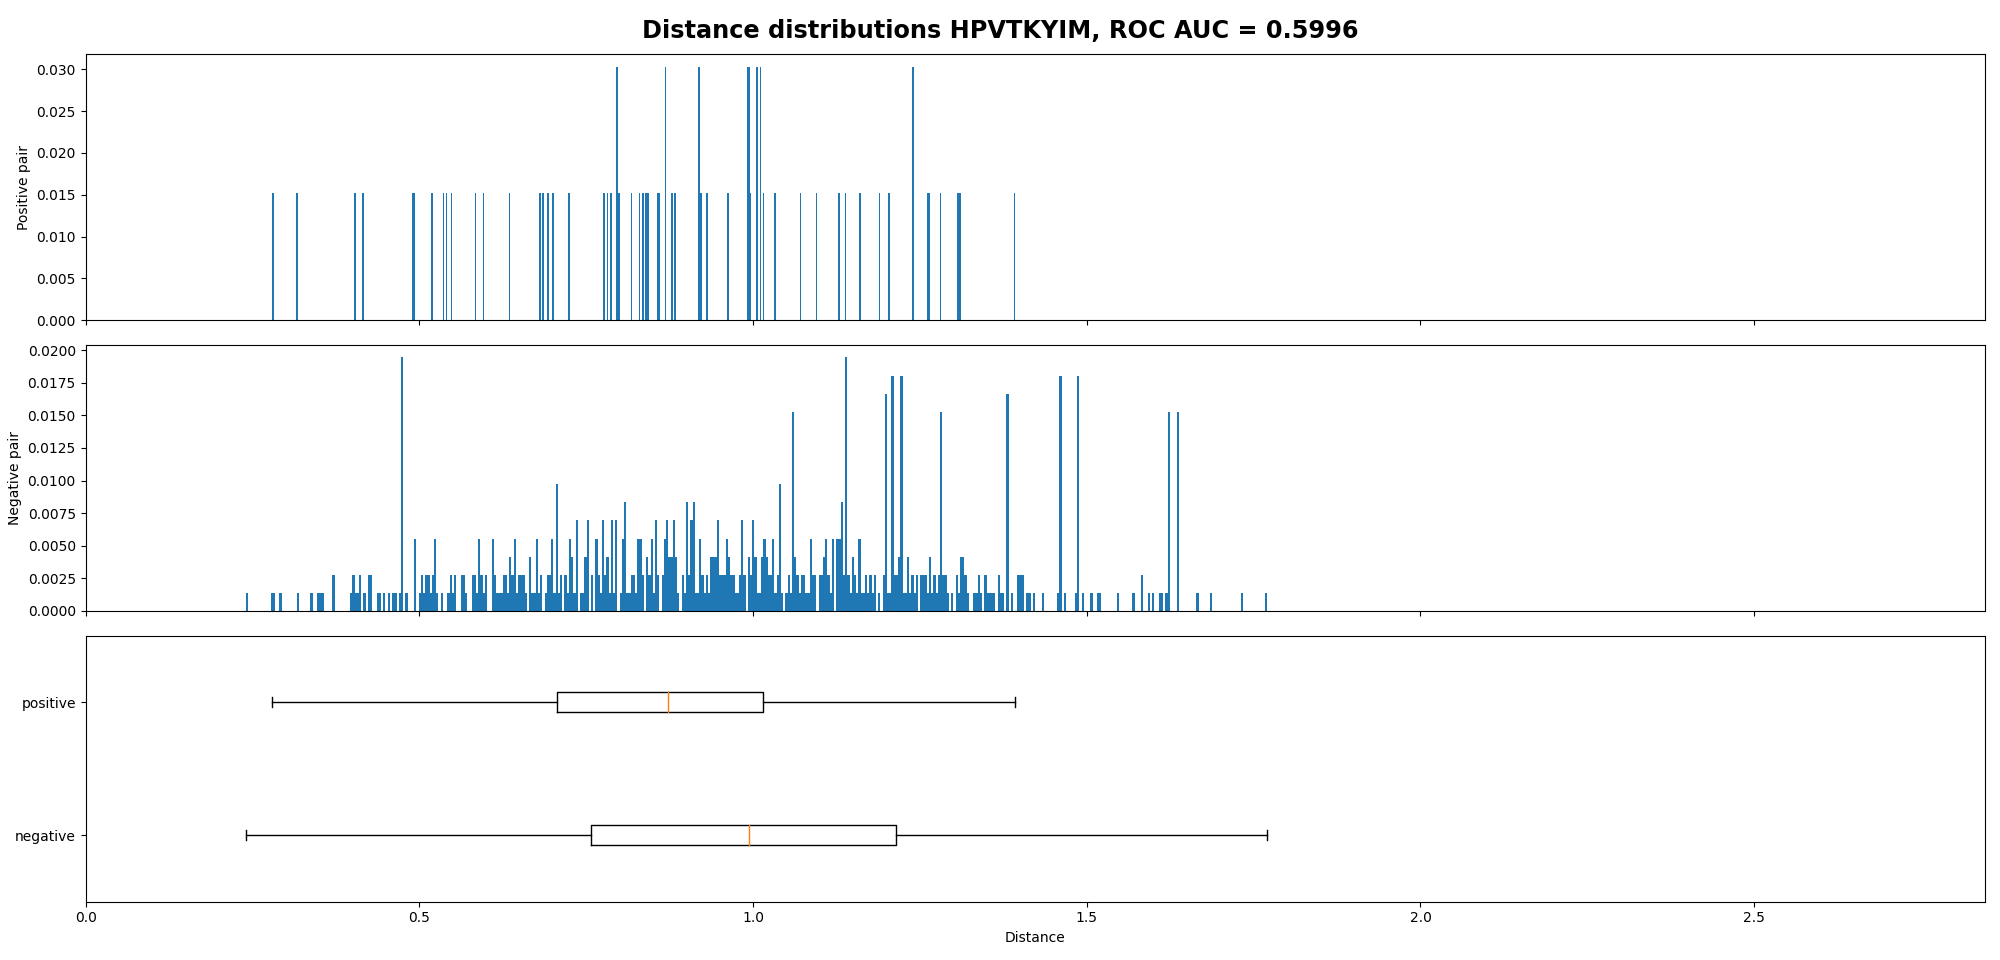 Distance distributions HPVTKYIM, ROC AUC = 0.5996
0.030
0.025
0.020
0.015
0.010
0.005
0.000
Positive pair
0.0200
0.0175
0.0150
0.0125
0.0100
0.0075
0.0050
0.0025
0.0000
Negative pair
positive
negative
0.0 0.5 1.0 1.5 2.0 2.5
Distance